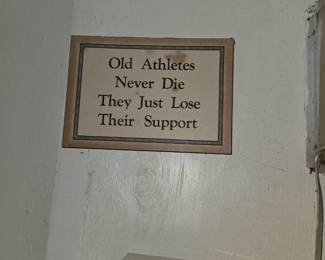 Old Athletes
Never Die
They Just Lose
Their Support